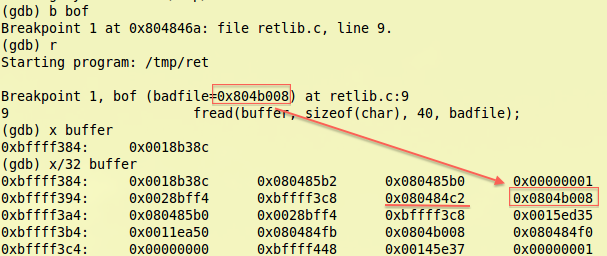 (gdb) b bof
Breakpoint 1 at 0x804846a: file retlib.c, line 9.
(gdb) r
Starting program: /tmp/ret
Breakpoint 1, bof (badfile=0x804b008) at retlib.c:9
9 fread(buffer, sizeof(char), 40, badfile);
(gdb) x buffer
0xbffff384: 0x0018b38c
(gdb) x/32 buffer
0xbffff384: 0x0018b38c 0x080485b2 0x080485b0 0x00000001
0xbffff394: 0x0028bff4 0xbffff3c8 0x080484c2 0x0804b008
0xbffff3a4: 0x080485b0 0x0028bff4 0xbffff3c8 0x0015ed35
0xbffff3b4: 0x0011ea50 0x080484fb 0x0804b008 0x080484f0
0xbffff3c4: 0x00000000 0xbffff448 0x00145e37 0x00000001